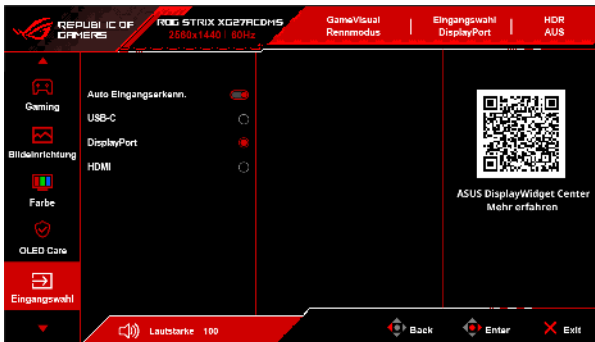 REPUBLIC OF
GAMERS
ROG STRIX XG27ACDMS
2560x1440 | 60Hz
GameVisual
Rennmodus
Eingangswahl
DisplayPort
HDR
AUS
Gaming
Bildeinrichtung
Farbe
OLED Care
Eingangswahl
Auto Eingangserkenn.
USB-C
DisplayPort
HDMI
ASUS DisplayWidget Center
Mehr erfahren
Lautstärke 100
Back
Enter
Exit